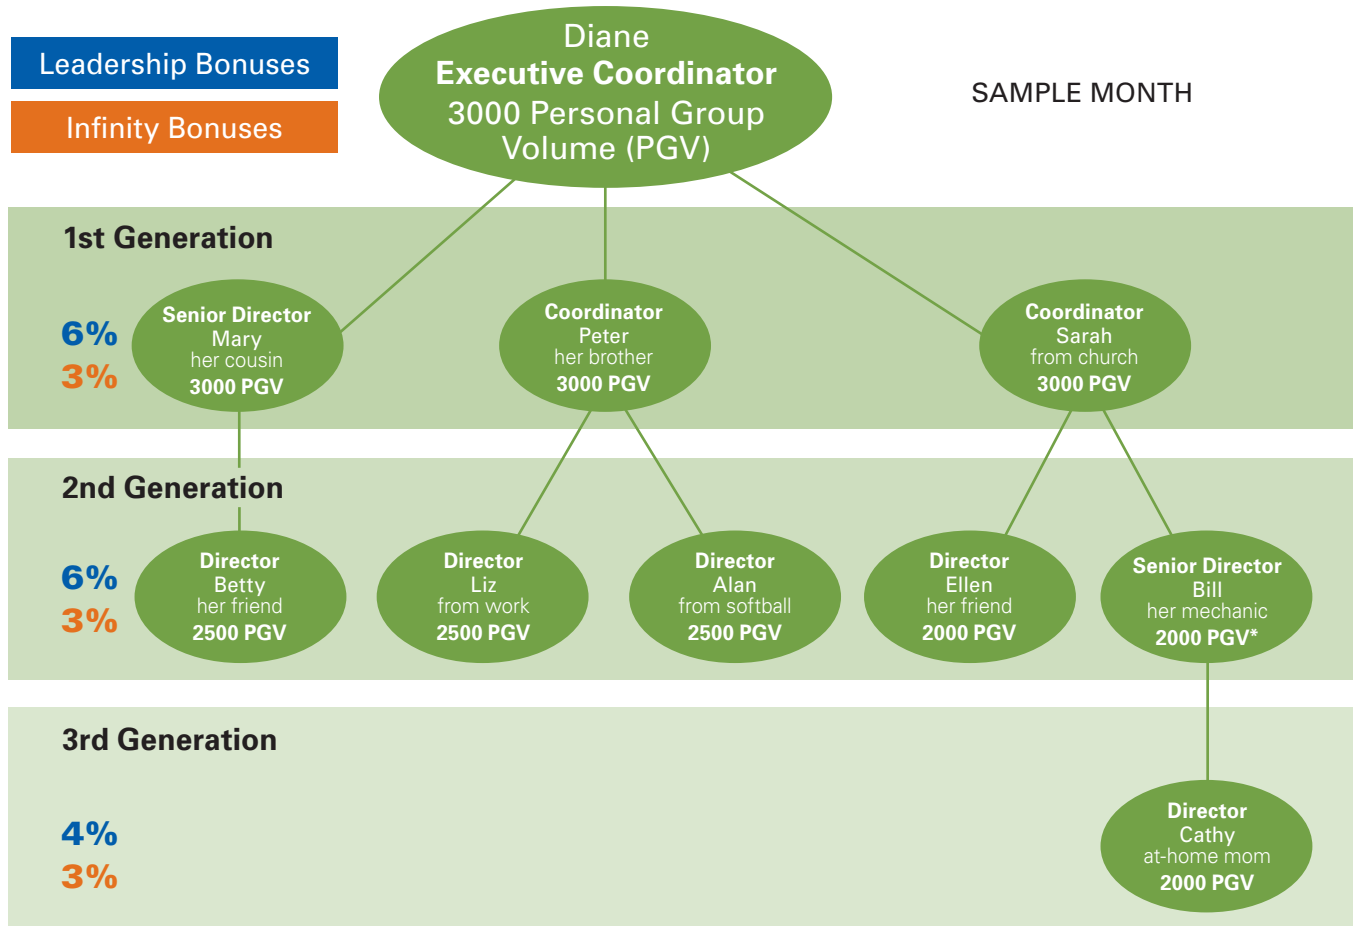 Leadership Bonuses
Infinity Bonuses
Diane
Executive Coordinator
3000 Personal Group
Volume (PGV)
SAMPLE MONTH
1st Generation
6%
3%
Senior Director
Mary
her cousin
3000 PGV
Coordinator
Peter
her brother
3000 PGV
Coordinator
Sarah
from church
3000 PGV
2nd Generation
6%
3%
Director
Betty
her friend
2500 PGV
Director
Liz
from work
2500 PGV
Director
Alan
from softball
2500 PGV
Director
Ellen
her friend
2000 PGV
Senior Director
Bill
her mechanic
2000 PGV*
3rd Generation
4%
3%
Director
Cathy
at-home mom
2000 PGV